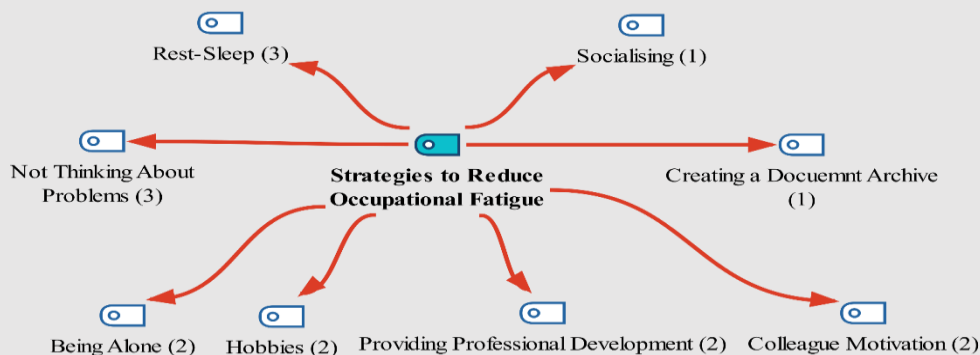 Rest-Sleep (3)
Socialising (1)
Not Thinking About
Problems (3)
Strategies to Reduce
Occupational Fatigue
Creating a Docuemnt Archive
(1)
Being Alone (2)
Hobbies (2)
Providing Professional Development (2)
Colleague Motivation (2)